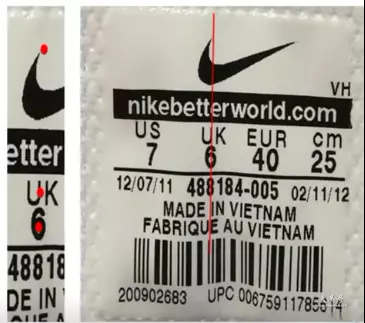 etter
UK
6
48818
DE IN
VH
nikebetterworld.com
US UK EUR cm
7 6 40 25
12/07/11 488184-005 02/11/12
MADE IN VIETNAM
FABRIQUE AU VIETNAM
200902683 UPC 00675911785614